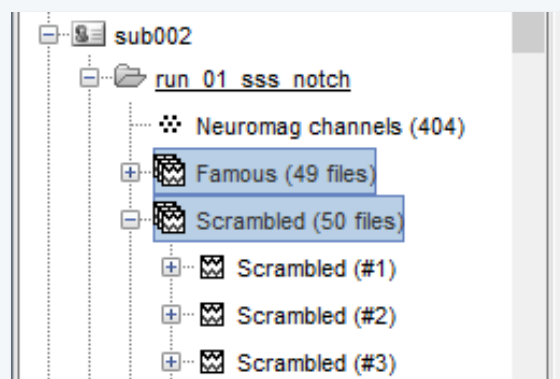 sub002
run_01_sss_notch
Neuromag channels (404)
Famous (49 files)
Scrambled (50 files)
Scrambled (#1)
Scrambled (#2)
Scrambled (#3)